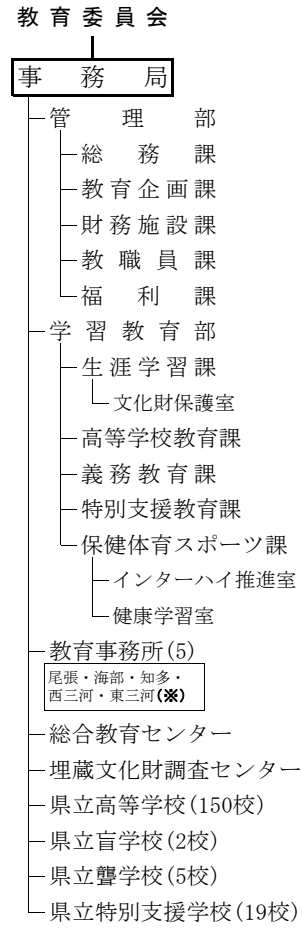 教育委員会
事務局
管理部
総務課
教育企画課
財務施設課
教職員課
福利課
学習教育部
生涯学習課
文化財保護室
高等学校教育課
義務教育課
特別支援教育課
保健体育スポーツ課
インターハイ推進室
健康学習室
教育事務所(5)
尾張・海部・知多・
西三河・東三河(※)
総合教育センター
埋蔵文化財調査センター
県立高等学校(150校)
県立盲学校(2校)
県立聾学校(5校)
県立特別支援学校(19校)